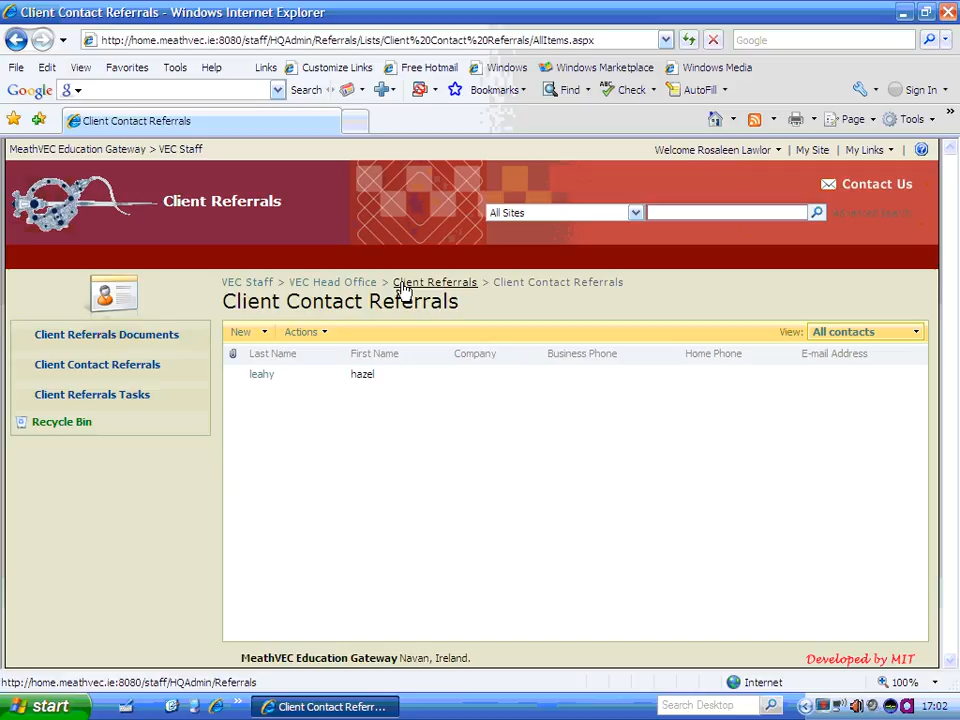 Client Contact Referrals - Windows Internet Explorer
http://home.meathvec.ie:8080/staff/HQAdmin/Referrals/Lists/Client%20Contact%20Referrals/AllItems.aspx Google
File Edit View Favorites Tools Help Links Customize Links Free Hotmail Windows Windows Marketplace Windows Media
Google Search Bookmarks Find Check AutoFill Sign In
Client Contact Referrals Page Tools
MeathVEC Education Gateway > VEC Staff Welcome Rosaleen Lawlor | My Site | My Links |
Contact Us
Client Referrals
All Sites Advanced Search
VEC Staff > VEC Head Office > Client Referrals > Client Contact Referrals
Client Contact Referrals
Client Referrals Documents
Client Contact Referrals
Client Referrals Tasks
Recycle Bin
New Actions View: All contacts
Last Name First Name Company Business Phone Home Phone E-mail Address
leahy hazel
MeathVEC Education Gateway Navan, Ireland. Developed by MIT
http://home.meathvec.ie:8080/staff/HQAdmin/Referrals Internet 100%
start Client Contact Referr... Search Desktop 17:02